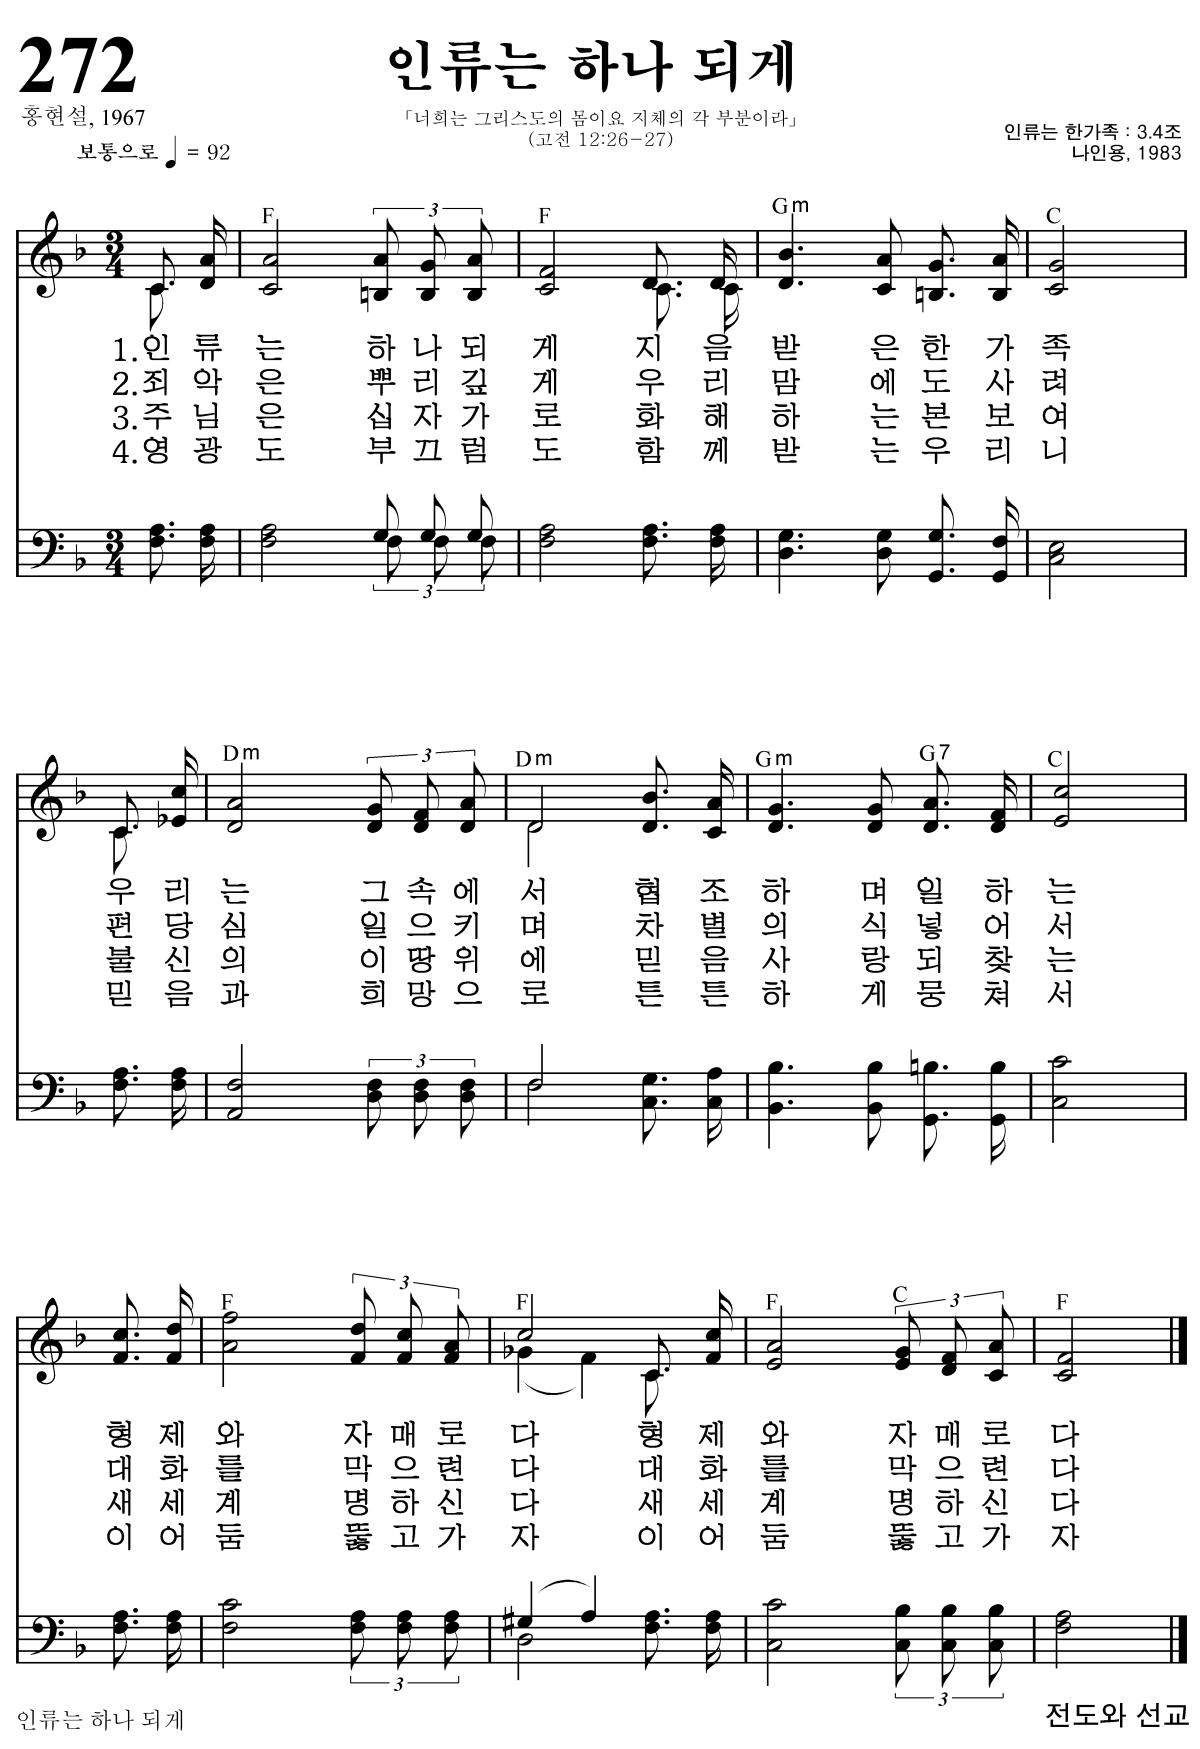 272
인류는 하나 되게
홍현설, 1967
「너희는 그리스도의 몸이요 지체의 각 부분이라」
(고전 12:26-27)
보통으로 ♩ = 92
인류는 한가족 : 3.4조
나인용, 1983
F 3 F Gm C
3/4
1.인 류 는 하 나 되 게 지 음 받 은 한 가 족
2.죄 악 은 뿌 리 깊 게 우 리 맘 에 도 사 려
3.주 님 은 십 자 가 로 화 해 하 는 본 보 여
4.영 광 도 부 끄 럼 도 함 께 받 는 우 리 니
3/4
3
Dm 3 Dm Gm G7 C
우 리 는 그 속 에 서 협 조 하 며 일 하 는
편 당 심 일 으 키 며 차 별 의 식 넣 어 서
불 신 의 이 땅 위 에 믿 음 사 랑 되 찾 는
믿 음 과 희 망 으 로 튼 튼 하 게 뭉 쳐 서
3
F 3 F F C 3 F
형 제 와 자 매 로 다 형 제 와 자 매 로 다
대 화 를 막 으 련 다 대 화 를 막 으 련 다
새 세 계 명 하 신 다 새 세 계 명 하 신 다
이 어 둠 뚫 고 가 자 이 어 둠 뚫 고 가 자
3 3
인류는 하나 되게
전도와 선교